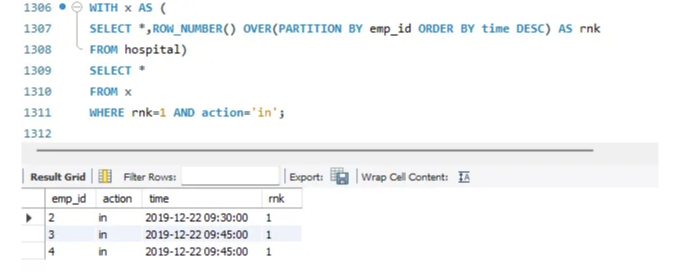 1306 WITH x AS (
1307 SELECT *,ROW_NUMBER() OVER(PARTITION BY emp_id ORDER BY time DESC) AS rnk
1308 FROM hospital)
1309 SELECT *
1310 FROM x
1311 WHERE rnk=1 AND action='in';
1312
Result Grid Filter Rows: Export: Wrap Cell Content: IA
emp_id action time rnk
2 in 2019-12-22 09:30:00 1
3 in 2019-12-22 09:45:00 1
4 in 2019-12-22 09:45:00 1